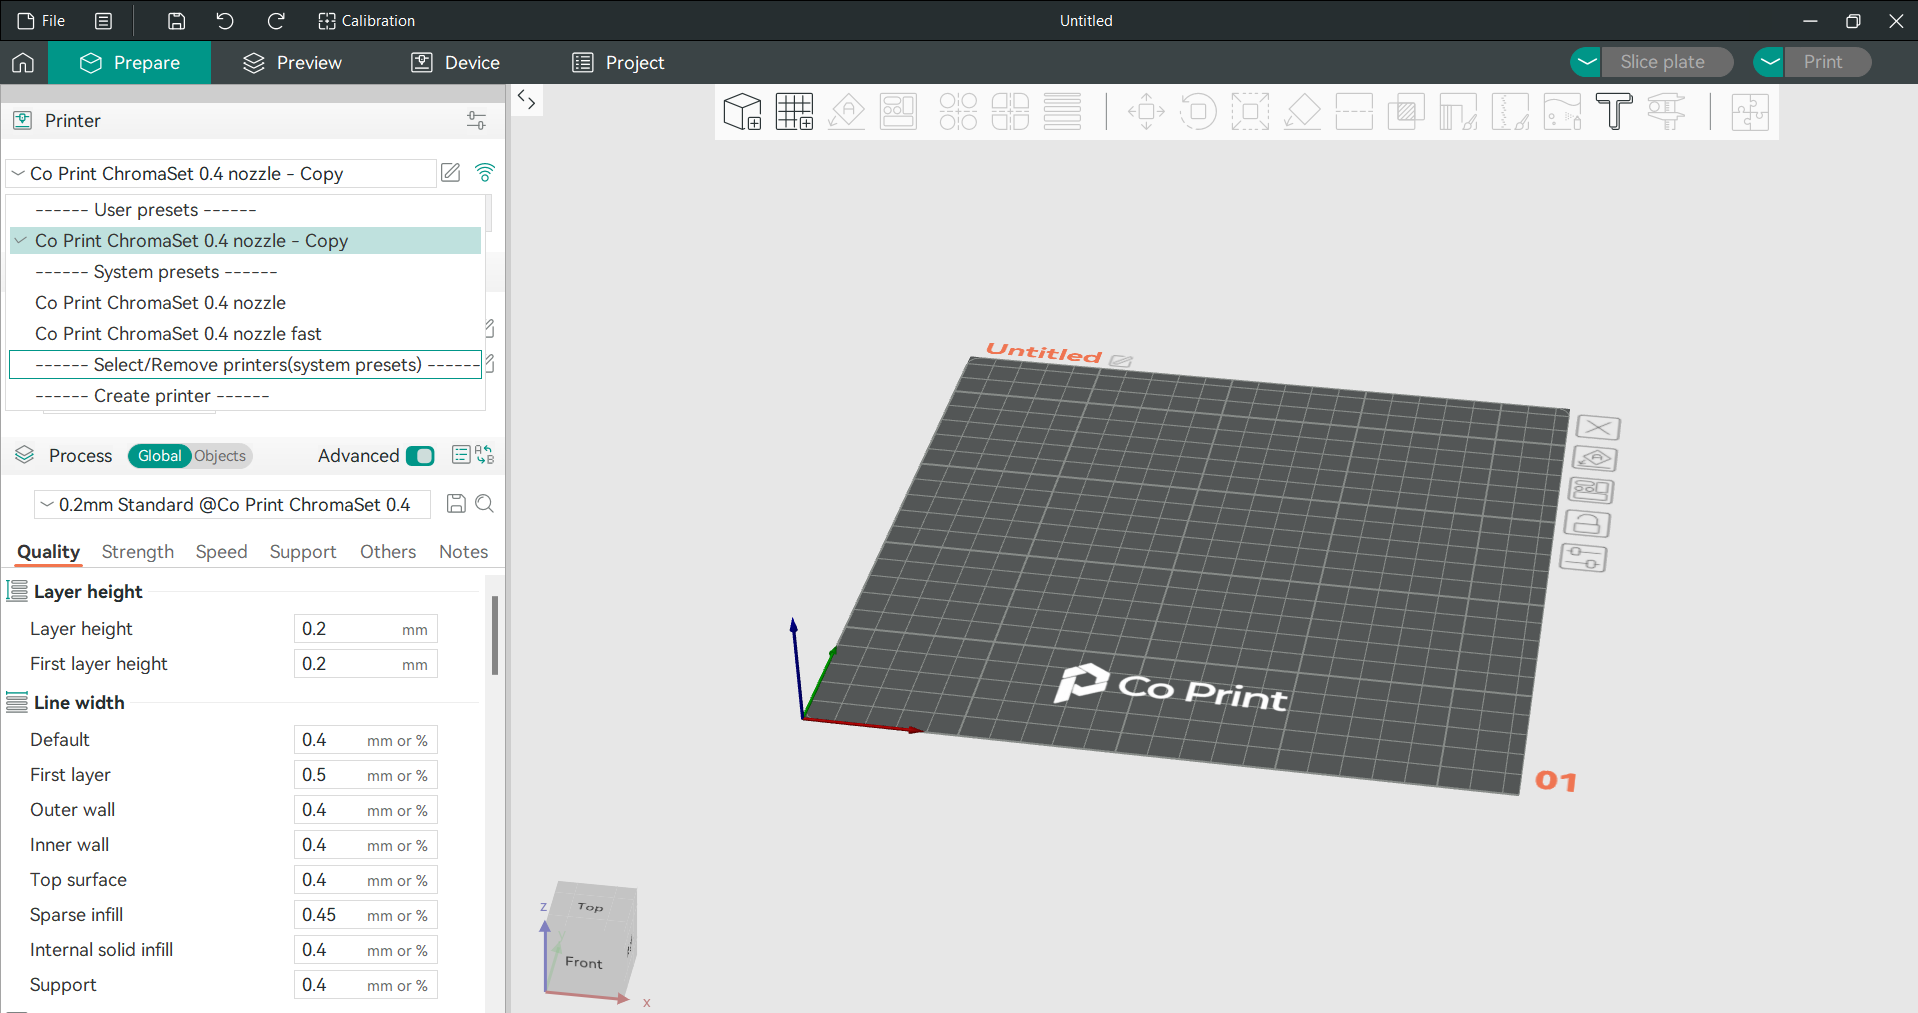 File
Calibration
Untitled
Prepare
Preview
Device
Project
Slice plate
Print
Printer
Co Print ChromaSet 0.4 nozzle - Copy
------ User presets ------
Co Print ChromaSet 0.4 nozzle - Copy
------ System presets ------
Co Print ChromaSet 0.4 nozzle
Co Print ChromaSet 0.4 nozzle fast
------ Select/Remove printers(system presets) ------
------ Create printer ------
Process
Global
Objects
Advanced
0.2mm Standard @Co Print ChromaSet 0.4
Quality
Strength
Speed
Support
Others
Notes
Layer height
Layer height 0.2 mm
First layer height 0.2 mm
Line width
Default 0.4 mm or %
First layer 0.5 mm or %
Outer wall 0.4 mm or %
Inner wall 0.4 mm or %
Top surface 0.4 mm or %
Sparse infill 0.45 mm or %
Internal solid infill 0.4 mm or %
Support 0.4 mm or %
Untitled
Co Print
01
Top
Front
z
y
x